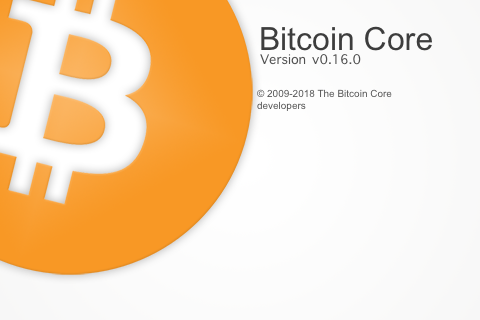 Bitcoin Core
Version v0.16.0
© 2009-2018 The Bitcoin Core
developers